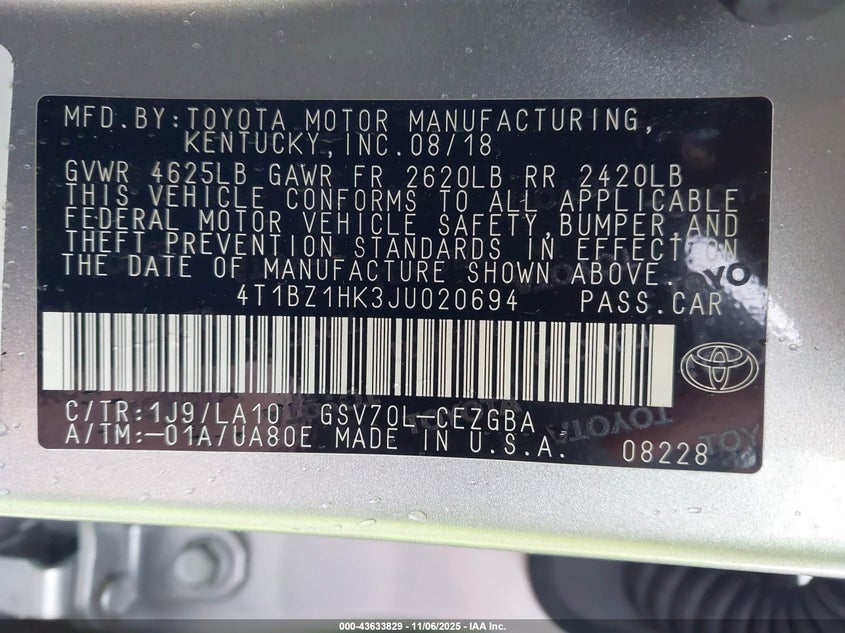 MFD.BY:TOYOTA MOTOR MANUFACTURING,
KENTUCKY,INC.08/18
GVWR 4625LB GAWR FR 2620LB RR 2420LB
THIS VEHICLE CONFORMS TO ALL APPLICABLE
FEDERAL MOTOR VEHICLE SAFETY,BUMPER AND
THEFT PREVENTION STANDARDS IN EFFECT ON
THE DATE OF MANUFACTURE SHOWN ABOVE.
4T1BZ1HK3JU020694 PASS.CAR
C/TR:1J9/LA10 GSV70L-CEZGBA
A/TM:-01A/UA80E MADE IN U.S.A. 08228
000-43633829 - 11/06/2025 - IAA Inc.